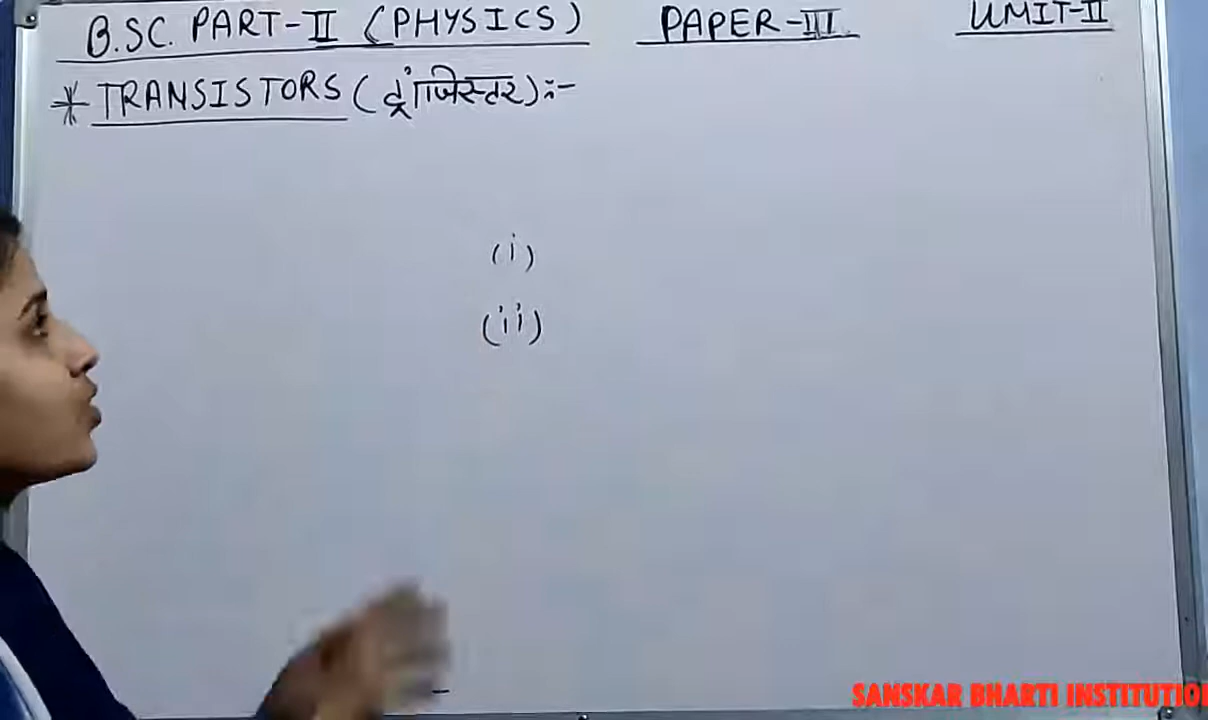 B.SC. PART-II (PHYSICS) PAPER-III UNIT-II
* TRANSISTORS (ट्रांजिस्टर):-
(i)
(ii)
SANSKAR BHARTI INSTITUTIO